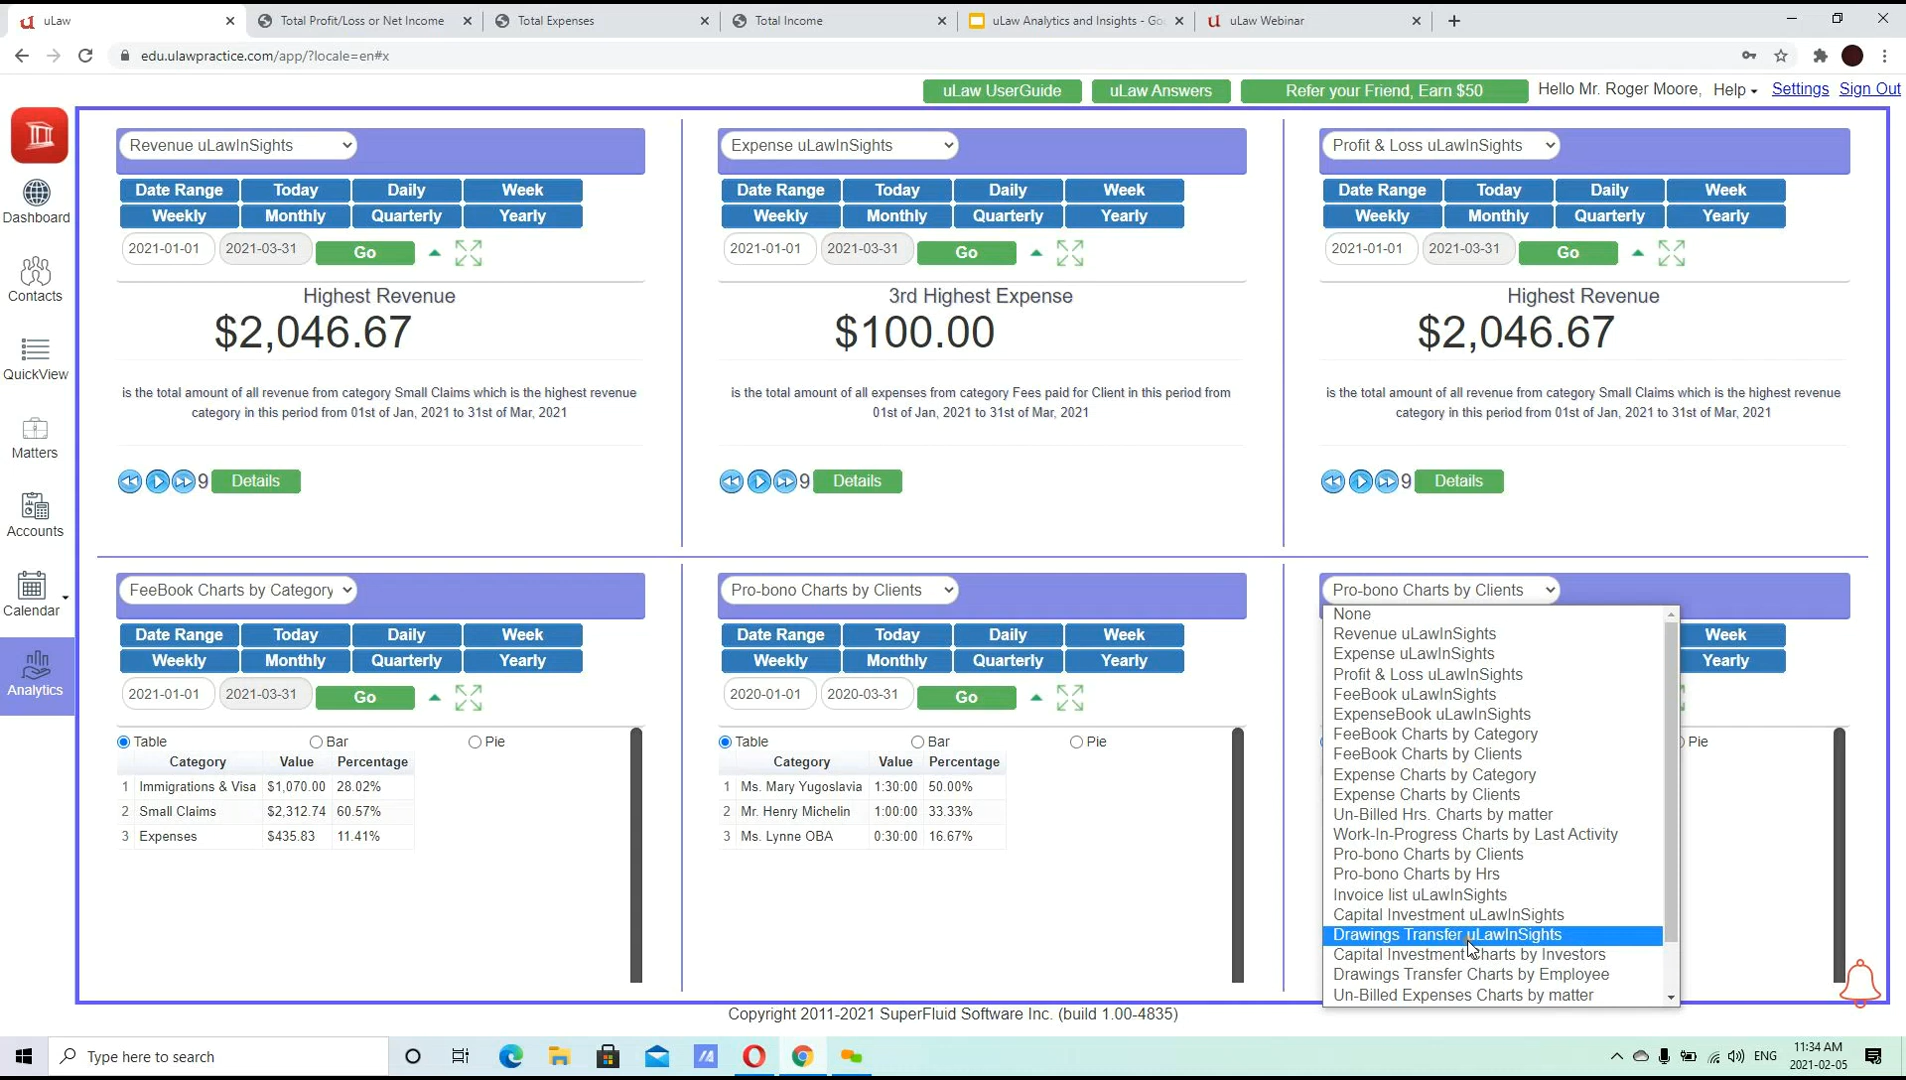 uLaw
Total Profit/Loss or Net Income
Total Expenses
Total Income
uLaw Analytics and Insights - Go
uLaw Webinar
edu.ulawpractice.com/app/?locale=en#x
uLaw UserGuide
uLaw Answers
Refer your Friend, Earn $50
Hello Mr. Roger Moore,
Help
Settings
Sign Out
Dashboard
Contacts
QuickView
Matters
Accounts
Calendar
Analytics
Revenue uLawInSights
Date Range Today Daily Week
Weekly Monthly Quarterly Yearly
2021-01-01 2021-03-31 Go
Highest Revenue
$2,046.67
is the total amount of all revenue from category Small Claims which is the highest revenue
category in this period from 01st of Jan, 2021 to 31st of Mar, 2021
9 Details
Expense uLawInSights
Date Range Today Daily Week
Weekly Monthly Quarterly Yearly
2021-01-01 2021-03-31 Go
3rd Highest Expense
$100.00
is the total amount of all expenses from category Fees paid for Client in this period from
01st of Jan, 2021 to 31st of Mar, 2021
9 Details
Profit & Loss uLawInSights
Date Range Today Daily Week
Weekly Monthly Quarterly Yearly
2021-01-01 2021-03-31 Go
Highest Revenue
$2,046.67
is the total amount of all revenue from category Small Claims which is the highest revenue
category in this period from 01st of Jan, 2021 to 31st of Mar, 2021
9 Details
FeeBook Charts by Category
Date Range Today Daily Week
Weekly Monthly Quarterly Yearly
2021-01-01 2021-03-31 Go
Table Bar Pie
Category Value Percentage
1 Immigrations & Visa $1,070.00 28.02%
2 Small Claims $2,312.74 60.57%
3 Expenses $435.83 11.41%
Pro-bono Charts by Clients
Date Range Today Daily Week
Weekly Monthly Quarterly Yearly
2020-01-01 2020-03-31 Go
Table Bar Pie
Category Value Percentage
1 Ms. Mary Yugoslavia 1:30:00 50.00%
2 Mr. Henry Michelin 1:00:00 33.33%
3 Ms. Lynne OBA 0:30:00 16.67%
Pro-bono Charts by Clients
Week
Yearly
Pie
None
Revenue uLawInSights
Expense uLawInSights
Profit & Loss uLawInSights
FeeBook uLawInSights
ExpenseBook uLawInSights
FeeBook Charts by Category
FeeBook Charts by Clients
Expense Charts by Category
Expense Charts by Clients
Un-Billed Hrs. Charts by matter
Work-In-Progress Charts by Last Activity
Pro-bono Charts by Clients
Pro-bono Charts by Hrs
Invoice list uLawInSights
Capital Investment uLawInSights
Drawings Transfer uLawInSights
Capital Investment Charts by Investors
Drawings Transfer Charts by Employee
Un-Billed Expenses Charts by matter
Copyright 2011-2021 SuperFluid Software Inc. (build 1.00-4835)
Type here to search
ENG
11:34 AM
2021-02-05